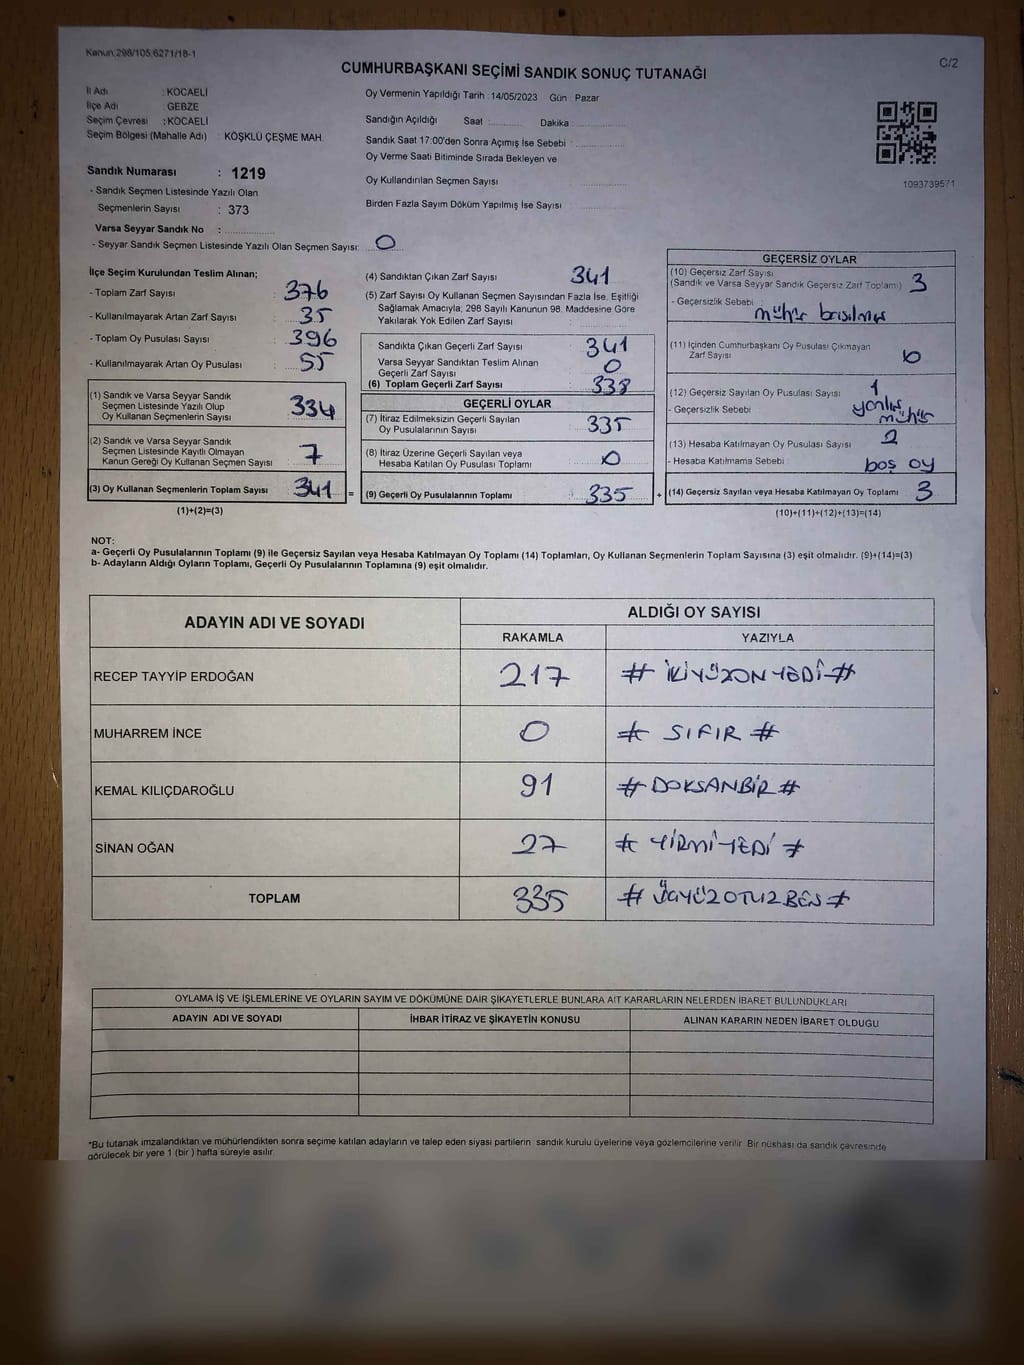 Kanun:298/105;6271/18-1
C/2
CUMHURBAŞKANI SEÇİMİ SANDIK SONUÇ TUTANAĞI
İl Adı : KOCAELİ
İlçe Adı : GEBZE
Seçim Çevresi : KOCAELİ
Seçim Bölgesi (Mahalle Adı) : KÖŞKLÜ ÇEŞME MAH.
Oy Vermenin Yapıldığı Tarih : 14/05/2023 Gün : Pazar
Sandığın Açıldığı Saat : Dakika :
Sandık Saat 17:00'den Sonra Açımış İse Sebebi :
Oy Verme Saati Bitiminde Sırada Bekleyen ve
Oy Kullandırılan Seçmen Sayısı
Birden Fazla Sayım Döküm Yapılmış İse Sayısı :
1093739571
Sandık Numarası : 1219
- Sandık Seçmen Listesinde Yazılı Olan
Seçmenlerin Sayısı : 373
Varsa Seyyar Sandık No :
- Seyyar Sandık Seçmen Listesinde Yazılı Olan Seçmen Sayısı: 0
İlçe Seçim Kurulundan Teslim Alınan;
- Toplam Zarf Sayısı : 376
- Kullanılmayarak Artan Zarf Sayısı : 35
- Toplam Oy Pusulası Sayısı : 396
- Kullanılmayarak Artan Oy Pusulası : 55
(1) Sandık ve Varsa Seyyar Sandık
Seçmen Listesinde Yazılı Olup
Oy Kullanan Seçmenlerin Sayısı : 334
(2) Sandık ve Varsa Seyyar Sandık
Seçmen Listesinde Kayıtlı Olmayan
Kanun Gereği Oy Kullanan Seçmen Sayısı : 7
(3) Oy Kullanan Seçmenlerin Toplam Sayısı : 341 =
(1)+(2)=(3)
(4) Sandıktan Çıkan Zarf Sayısı : 341
(5) Zarf Sayısı Oy Kullanan Seçmen Sayısından Fazla İse, Eşitliği
Sağlamak Amacıyla, 298 Sayılı Kanunun 98. Maddesine Göre
Yakılarak Yok Edilen Zarf Sayısı :
Sandıkta Çıkan Geçerli Zarf Sayısı : 341
Varsa Seyyar Sandıktan Teslim Alınan
Geçerli Zarf Sayısı : 0
(6) Toplam Geçerli Zarf Sayısı : 338
GEÇERLİ OYLAR
(7) İtiraz Edilmeksizin Geçerli Sayılan
Oy Pusulalarının Sayısı : 335
(8) İtiraz Üzerine Geçerli Sayılan veya
Hesaba Katılan Oy Pusulası Toplamı : 0
(9) Geçerli Oy Pusulalarının Toplamı : 335 +
GEÇERSİZ OYLAR
(10) Geçersiz Zarf Sayısı
(Sandık ve Varsa Seyyar Sandık Geçersiz Zarf Toplamı) : 3
- Geçersizlik Sebebi :
mühür basılması
(11) İçinden Cumhurbaşkanı Oy Pusulası Çıkmayan
Zarf Sayısı : 0
(12) Geçersiz Sayılan Oy Pusulası Sayısı : 1
- Geçersizlik Sebebi : yanlış
mühür
(13) Hesaba Katılmayan Oy Pusulası Sayısı : 2
- Hesaba Katılmama Sebebi : boş oy
(14) Geçersiz Sayılan veya Hesaba Katılmayan Oy Toplamı : 3
(10)+(11)+(12)+(13)=(14)
NOT:
a- Geçerli Oy Pusulalarının Toplamı (9) ile Geçersiz Sayılan veya Hesaba Katılmayan Oy Toplamı (14) Toplamları, Oy Kullanan Seçmenlerin Toplam Sayısına (3) eşit olmalıdır. (9)+(14)=(3)
b- Adayların Aldığı Oyların Toplamı, Geçerli Oy Pusulalarının Toplamına (9) eşit olmalıdır.
ADAYIN ADI VE SOYADI
ALDIĞI OY SAYISI
RAKAMLA YAZIYLA
RECEP TAYYİP ERDOĞAN 217 # İKİYÜZONYEDİ #
MUHARREM İNCE 0 # SIFIR #
KEMAL KILIÇDAROĞLU 91 # DOKSANBİR #
SİNAN OĞAN 27 # YİRMİYEDİ #
TOPLAM 335 # ÜÇYÜZOTUZBEŞ #
OYLAMA İŞ VE İŞLEMLERİNE VE OYLARIN SAYIM VE DÖKÜMÜNE DAİR ŞİKAYETLERLE BUNLARA AİT KARARLARIN NELERDEN İBARET BULUNDUKLARI
ADAYIN ADI VE SOYADI İHBAR İTİRAZ VE ŞİKAYETİN KONUSU ALINAN KARARIN NEDEN İBARET OLDUĞU
*Bu tutanak imzalandıktan ve mühürlendikten sonra seçime katılan adayların ve talep eden siyasi partilerin sandık kurulu üyelerine veya gözlemcilerine verilir. Bir nüshası da sandık çevresinde
görülecek bir yere 1 (bir ) hafta süreyle asılır.